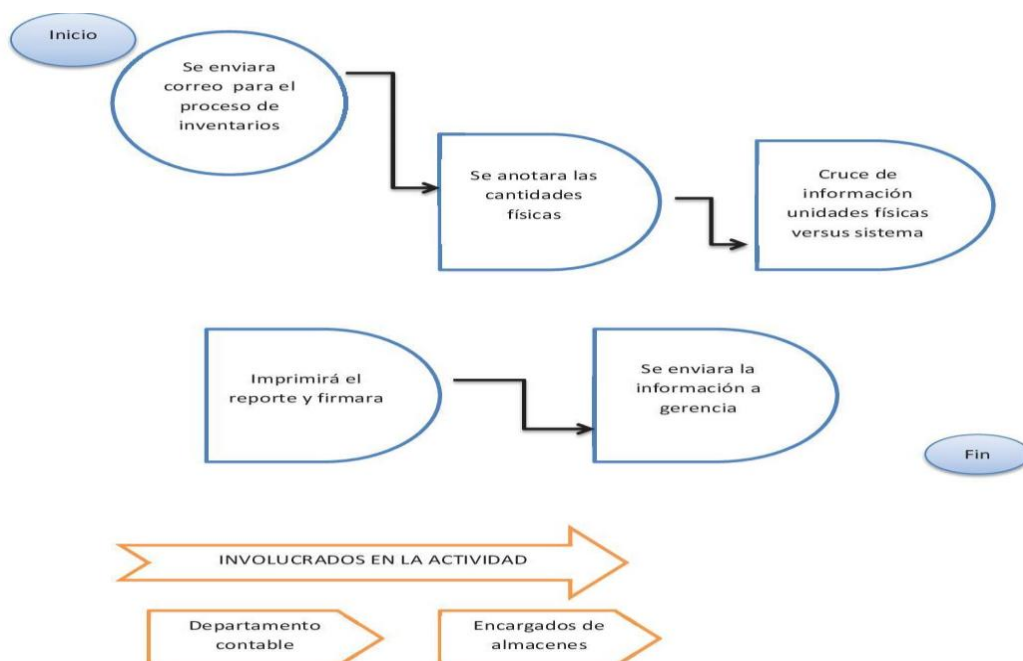 Inicio
Se enviara
correo para el
proceso de
inventarios
Se anotara las
cantidades
físicas
Cruce de
información
unidades físicas
versus sistema
Imprimirá el
reporte y firmara
Se enviara la
información a
gerencia
Fin
INVOLUCRADOS EN LA ACTIVIDAD
Departamento
contable
Encargados de
almacenes